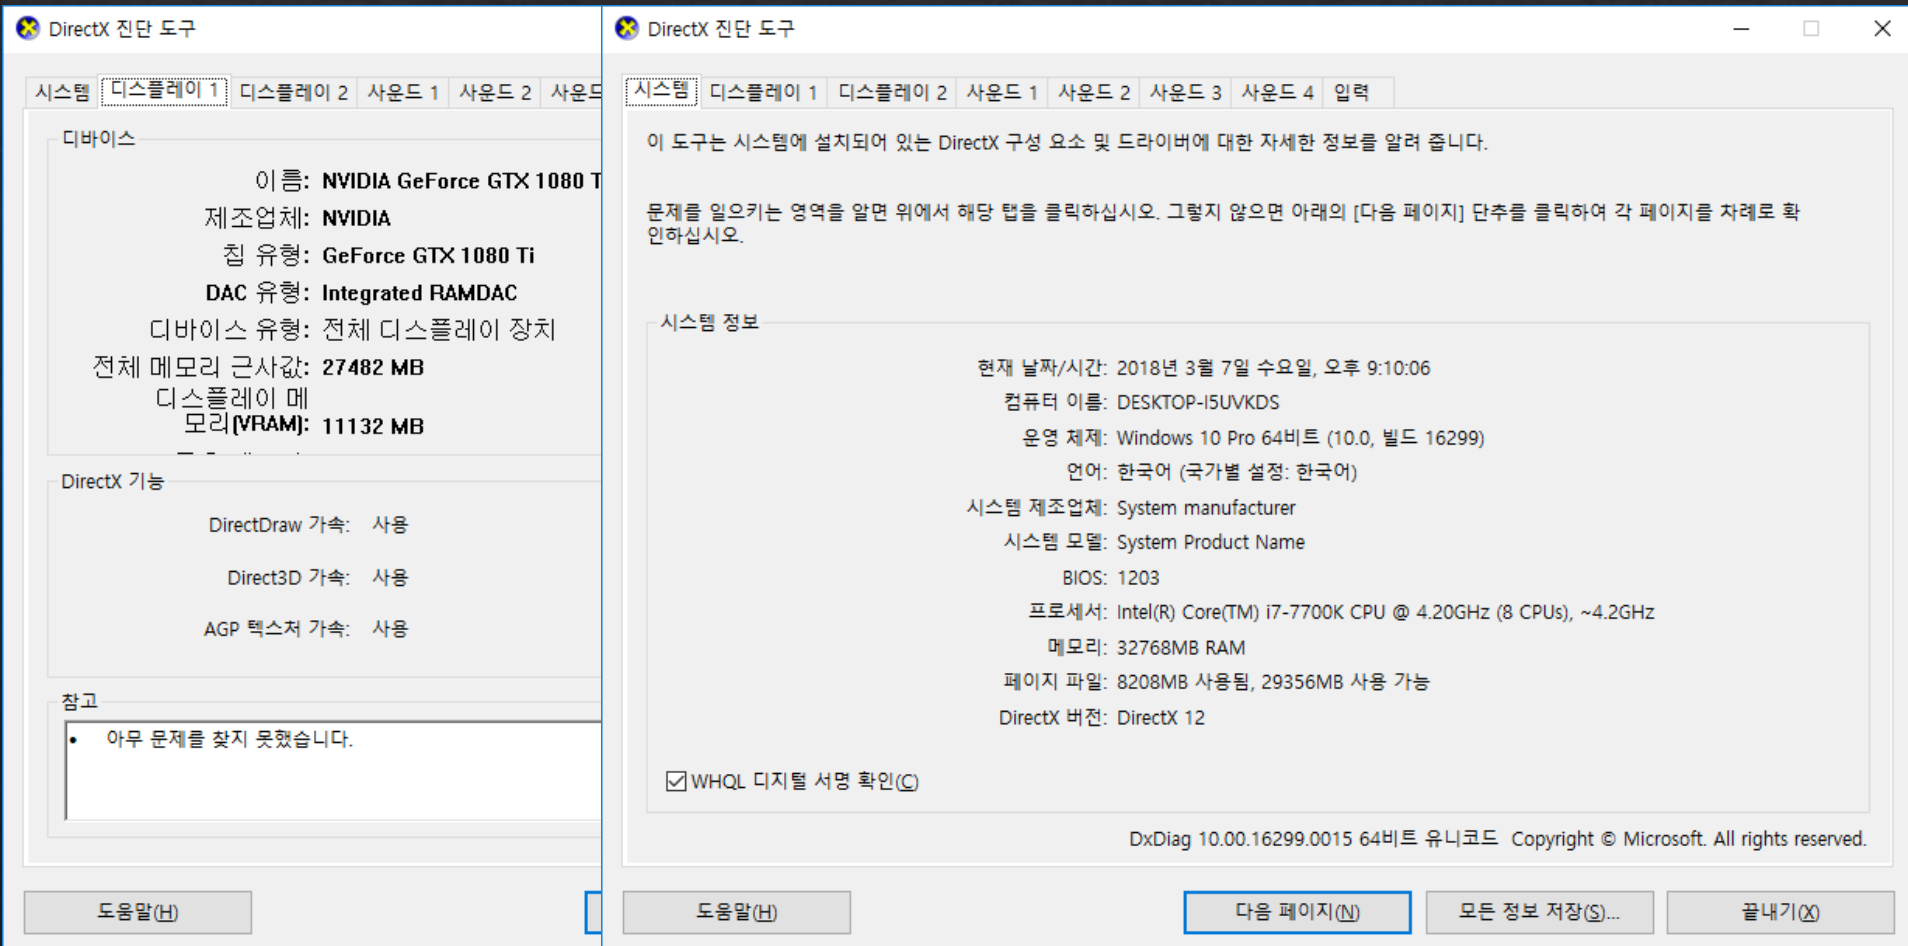 DirectX 진단 도구
시스템 디스플레이 1 디스플레이 2 사운드 1 사운드 2 사운드
디바이스
이름: NVIDIA GeForce GTX 1080 T
제조업체: NVIDIA
칩 유형: GeForce GTX 1080 Ti
DAC 유형: Integrated RAMDAC
디바이스 유형: 전체 디스플레이 장치
전체 메모리 근사값: 27482 MB
디스플레이 메
모리(VRAM): 11132 MB
DirectX 기능
DirectDraw 가속: 사용
Direct3D 가속: 사용
AGP 텍스처 가속: 사용
참고
• 아무 문제를 찾지 못했습니다.
도움말(H)
DirectX 진단 도구
시스템 디스플레이 1 디스플레이 2 사운드 1 사운드 2 사운드 3 사운드 4 입력
이 도구는 시스템에 설치되어 있는 DirectX 구성 요소 및 드라이버에 대한 자세한 정보를 알려 줍니다.
문제를 일으키는 영역을 알면 위에서 해당 탭을 클릭하십시오. 그렇지 않으면 아래의 [다음 페이지] 단추를 클릭하여 각 페이지를 차례로 확
인하십시오.
시스템 정보
현재 날짜/시간: 2018년 3월 7일 수요일, 오후 9:10:06
컴퓨터 이름: DESKTOP-I5UVKDS
운영 체제: Windows 10 Pro 64비트 (10.0, 빌드 16299)
언어: 한국어 (국가별 설정: 한국어)
시스템 제조업체: System manufacturer
시스템 모델: System Product Name
BIOS: 1203
프로세서: Intel(R) Core(TM) i7-7700K CPU @ 4.20GHz (8 CPUs), ~4.2GHz
메모리: 32768MB RAM
페이지 파일: 8208MB 사용됨, 29356MB 사용 가능
DirectX 버전: DirectX 12
WHQL 디지털 서명 확인(C)
DxDiag 10.00.16299.0015 64비트 유니코드 Copyright © Microsoft. All rights reserved.
도움말(H) 다음 페이지(N) 모든 정보 저장(S)... 끝내기(X)